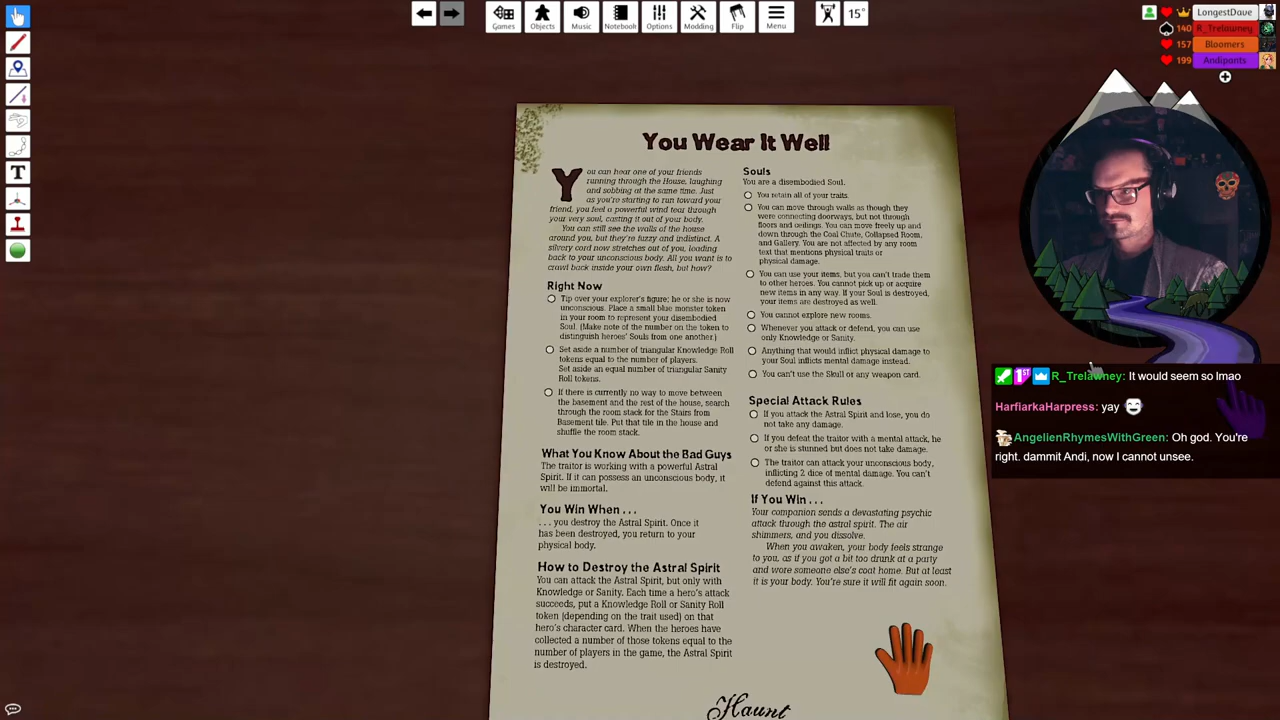 Games
Objects
Music
Notebook
Options
Modding
Flip
Menu
15°
LongestDave
140 R_Trelawney
157 Bloomers
199 Andiponts
T
You Wear It Well
You can hear one of your friends
running through the House, laughing
and sobbing at the same time. Just
as you're starting to run toward your
friend, you feel a powerful wind tear through
your very soul, casting it out of your body.
You can still see the walls of the house
around you, but they're fuzzy and indistinct. A
silvery cord now stretches out of you, leading
back to your unconscious body. All you want is to
crawl back inside your own flesh, but how?
Right Now
Tip over your explorer's figure; he or she is now
unconscious. Place a small blue monster token
in your room to represent your disembodied
Soul. (Make note of the number on the token to
distinguish heroes' Souls from one another.)
Set aside a number of triangular Knowledge Roll
tokens equal to the number of players.
Set aside an equal number of triangular Sanity
Roll tokens.
If there is currently no way to move between
the basement and the rest of the house, search
through the room stack for the Stairs from
Basement tile. Put that tile in the house and
shuffle the room stack.
What You Know About the Bad Guys
The traitor is working with a powerful Astral
Spirit. If it can possess an unconscious body, it
will be immortal.
You Win When . . .
. . . you destroy the Astral Spirit. Once it
has been destroyed, you return to your
physical body.
How to Destroy the Astral Spirit
You can attack the Astral Spirit, but only with
Knowledge or Sanity. Each time a hero's attack
succeeds, put a Knowledge Roll or Sanity Roll
token (depending on the trait used) on that
hero's character card. When the heroes have
collected a number of those tokens equal to the
number of players in the game, the Astral Spirit
is destroyed.
Souls
You are a disembodied Soul.
You retain all of your traits.
You can move through walls as though they
were connecting doorways, but not through
floors and ceilings. You can move freely up and
down through the Coal Chute, Collapsed Room,
and Gallery. You are not affected by any room
text that mentions physical traits or
physical damage.
You can use your items, but you can't trade them
to other heroes. You cannot pick up or acquire
new items in any way. If your Soul is destroyed,
your items are destroyed as well.
You cannot explore new rooms.
Whenever you attack or defend, you can use
only Knowledge or Sanity.
Anything that would inflict physical damage to
your Soul inflicts mental damage instead.
You can't use the Skull or any weapon card.
Special Attack Rules
If you attack the Astral Spirit and lose, you do
not take any damage.
If you defeat the traitor with a mental attack, he
or she is stunned but does not take damage.
The traitor can attack your unconscious body,
inflicting 2 dice of mental damage. You can't
defend against this attack.
If You Win . . .
Your companion sends a devastating psychic
attack through the astral spirit. The air
shimmers, and you dissolve.
When you awaken, your body feels strange
to you, as if you got a bit too drunk at a party
and wore someone else's coat home. But at least
it is your body. You're sure it will fit again soon.
Haunt
1ST R_Trelawney: It would seem so lmao
HarfiarkaHarpress: yay
AngelienRhymesWithGreen: Oh god. You're
right. dammit Andi, now I cannot unsee.